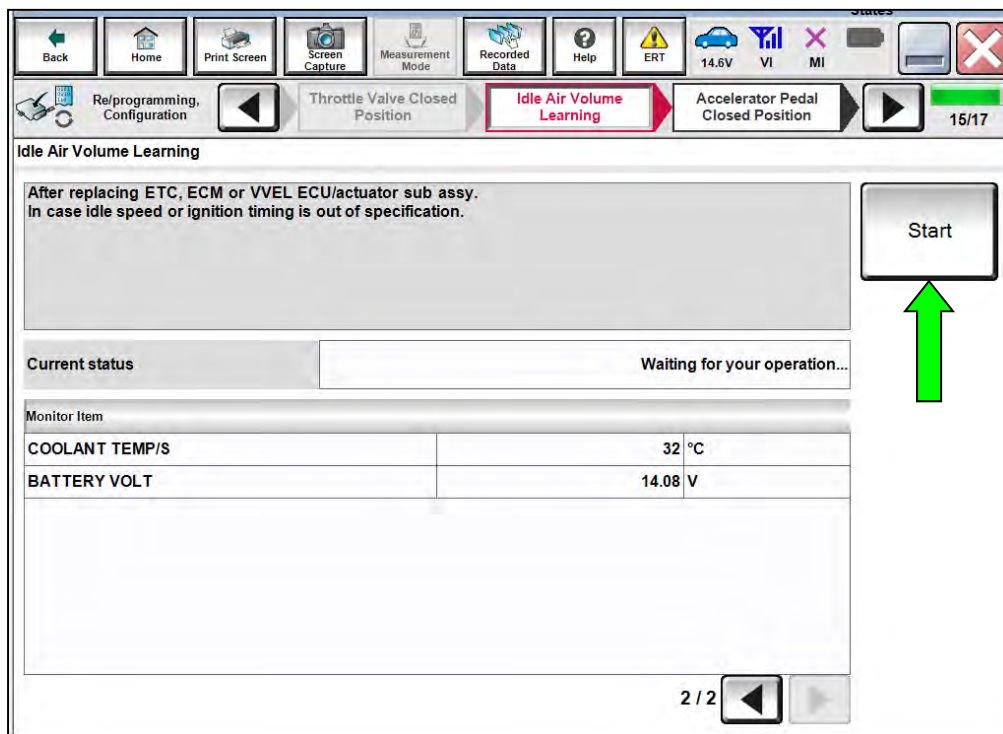 States
Back
Home
Print Screen
Screen
Capture
Measurement
Mode
Recorded
Data
Help
ERT
14.6V
VI
MI
Re/programming,
Configuration
Throttle Valve Closed
Position
Idle Air Volume
Learning
Accelerator Pedal
Closed Position
15/17
Idle Air Volume Learning
After replacing ETC, ECM or VVEL ECU/actuator sub assy.
In case idle speed or ignition timing is out of specification.
Start
Current status
Waiting for your operation...
Monitor Item
COOLANT TEMP/S 32 °C
BATTERY VOLT 14.08 V
2 / 2